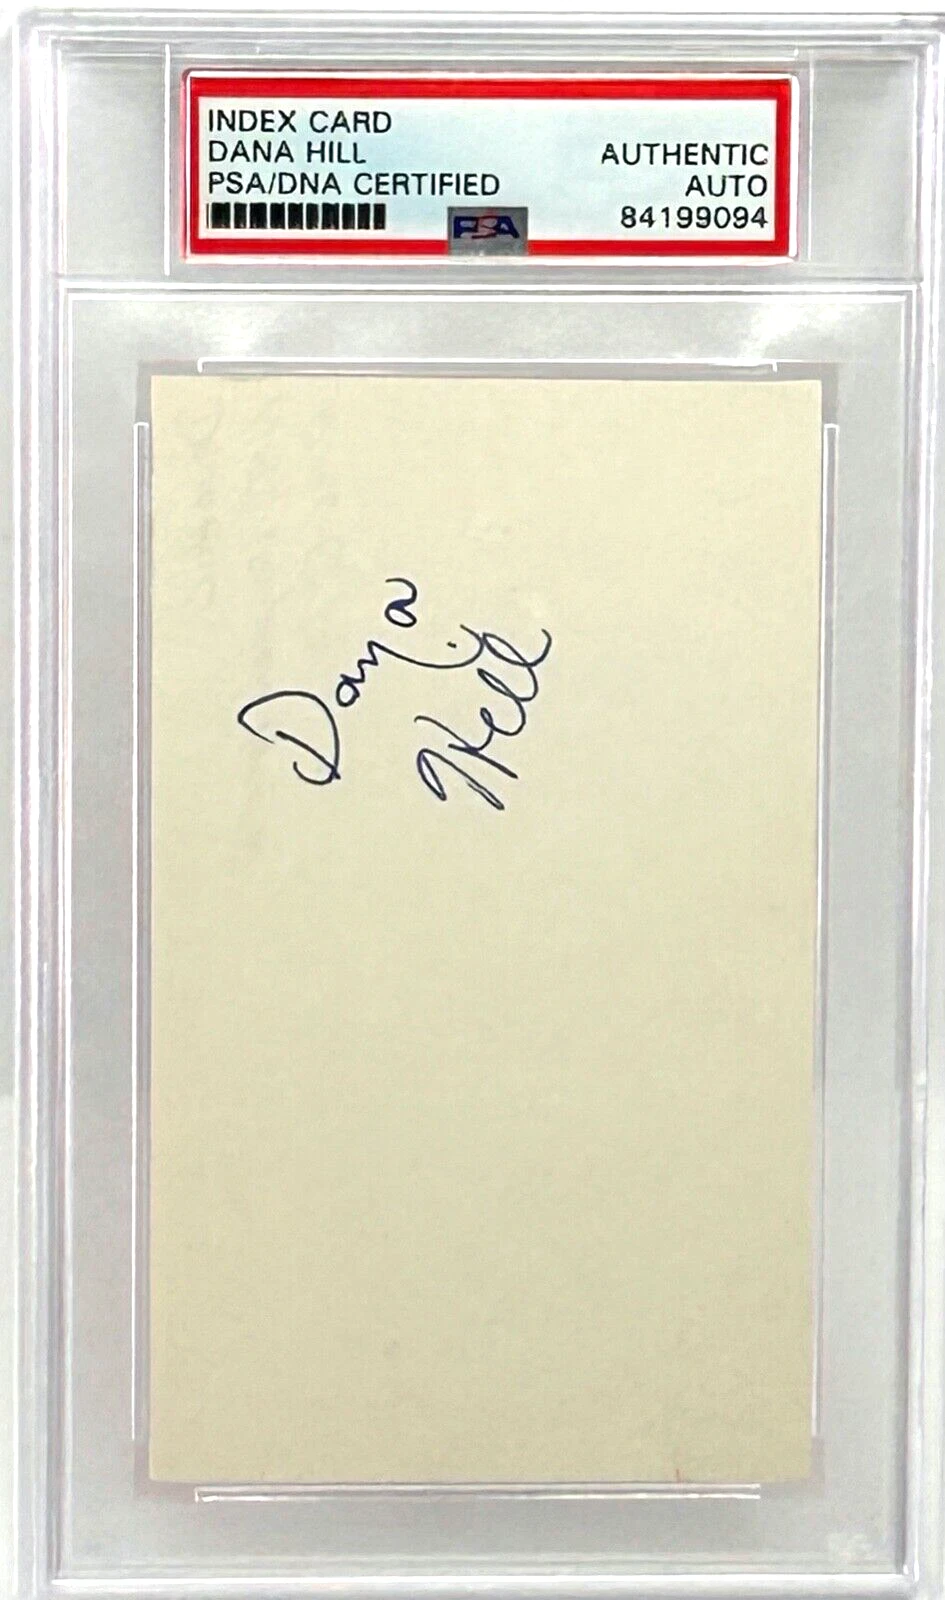 INDEX CARD
DANA HILL
PSA/DNA CERTIFIED
AUTHENTIC
AUTO
84199094
PSA
Dana
Hill